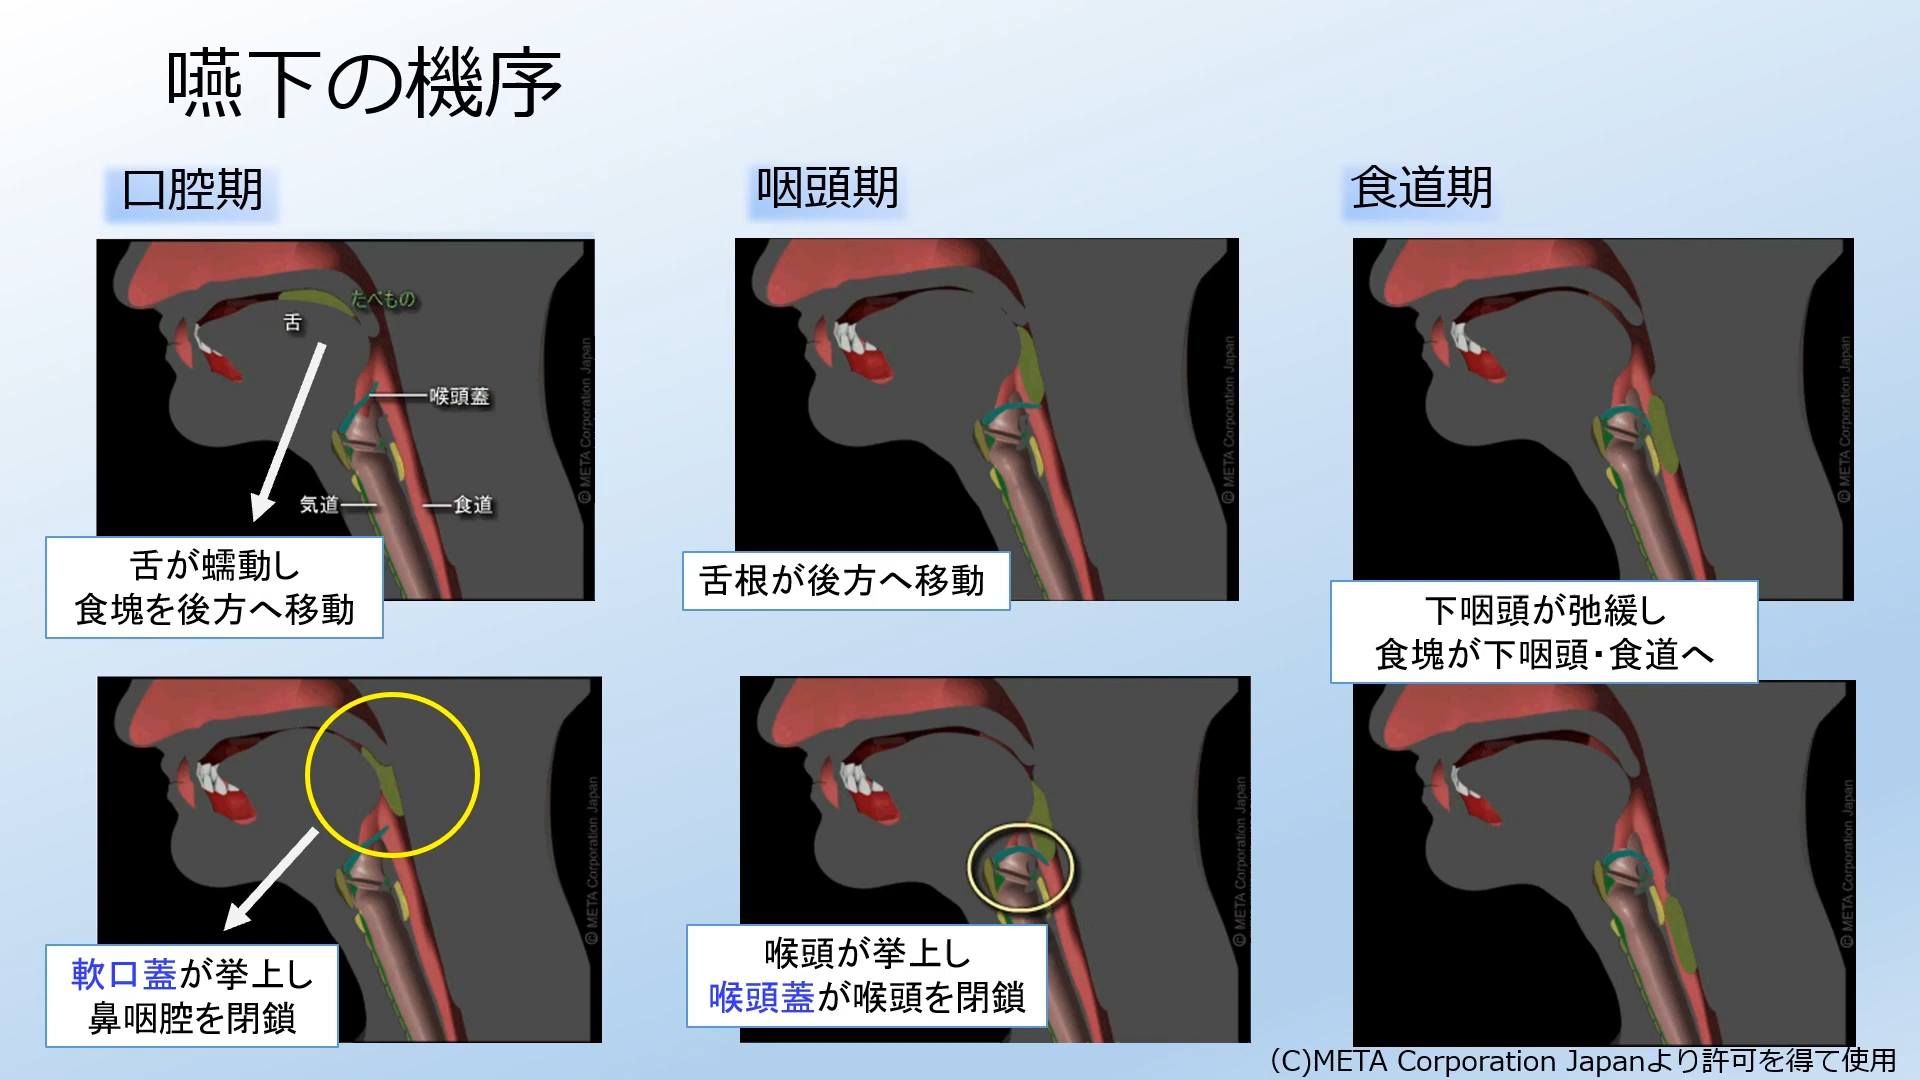 嚥下の機序
口腔期
たべもの
舌
喉頭蓋
気道
食道
© META Corporation Japan
舌が蠕動し
食塊を後方へ移動
© META Corporation Japan
軟口蓋が挙上し
鼻咽腔を閉鎖
咽頭期
© META Corporation Japan
舌根が後方へ移動
© META Corporation Japan
喉頭が挙上し
喉頭蓋が喉頭を閉鎖
食道期
© META Corporation Japan
下咽頭が弛緩し
食塊が下咽頭・食道へ
© META Corporation Japan
(C)META Corporation Japanより許可を得て使用